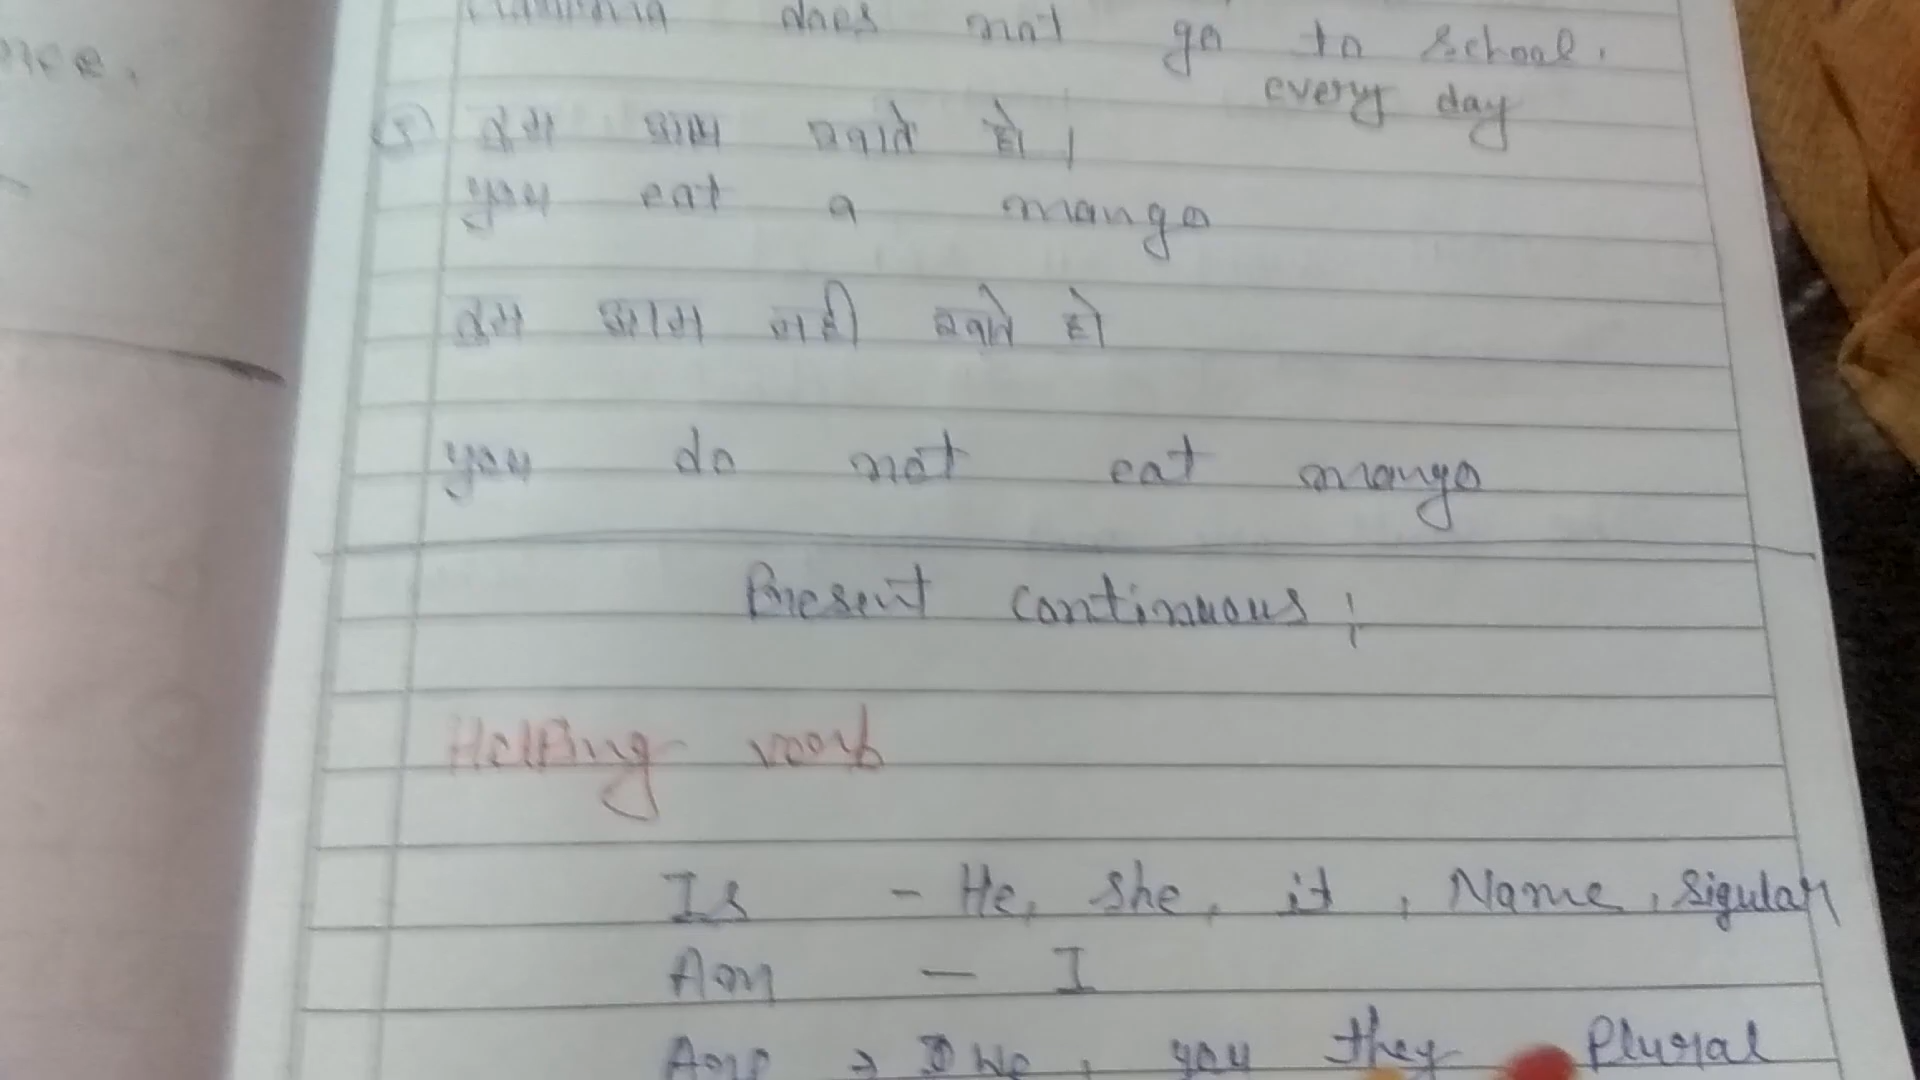 does not go to school.
every day
तुम आम खाते हो।
you eat a mango
तुम आम नही खाते हो
you do not eat mango
Present continuous :
Helping verb
Is - He, she, it, Name, sigular
Am - I
Are → We, you they Plural